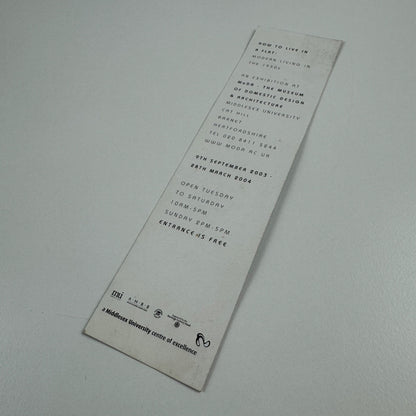 HOW TO LIVE IN
A FLAT:
MODERN LIVING IN
THE 1930s
AN EXHIBITION AT
MoDA - THE MUSEUM
OF DOMESTIC DESIGN
& ARCHITECTURE
MIDDLESEX UNIVERSITY
CAT HILL
BARNET
HERTFORDSHIRE
TEL 020 8411 5244
WWW.MODA.AC.UK
9TH SEPTEMBER 2003 -
28TH MARCH 2004
OPEN TUESDAY
TO SATURDAY
10AM-5PM
SUNDAY 2PM-5PM
ENTRANCE IS FREE
AHRB
a Middlesex University centre of excellence